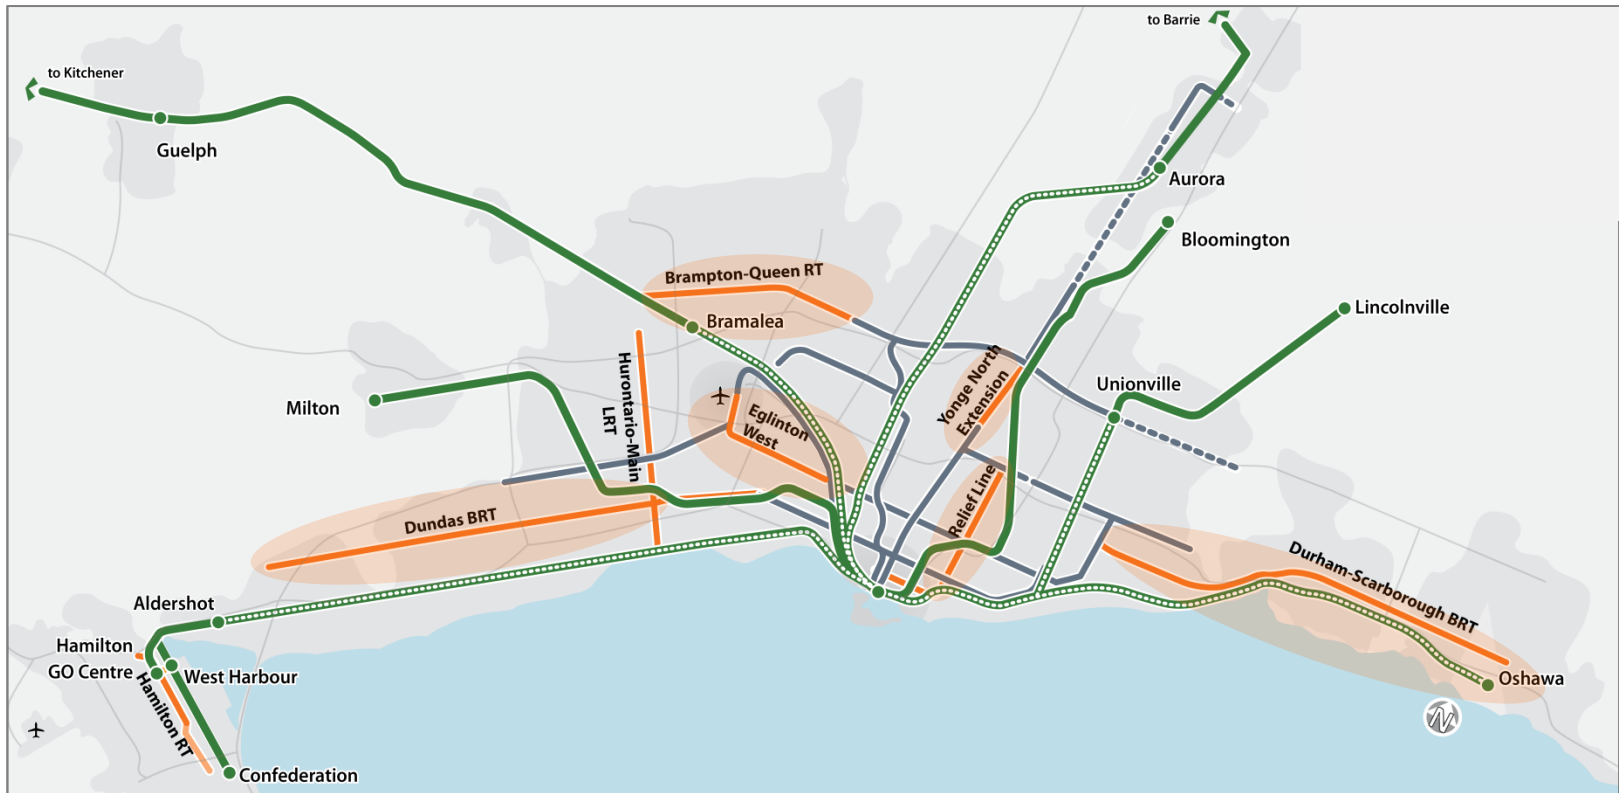 to Barrie
to Kitchener
Guelph
Aurora
Bloomington
Brampton-Queen RT
Bramalea
Lincolnville
Hurontario-Main
LRT
Yonge North
Extension
Unionville
Milton
Eglinton
West
Relief Line
Dundas BRT
Durham-Scarborough BRT
Aldershot
Hamilton
GO Centre
West Harbour
Hamilton RT
Oshawa
N
Confederation